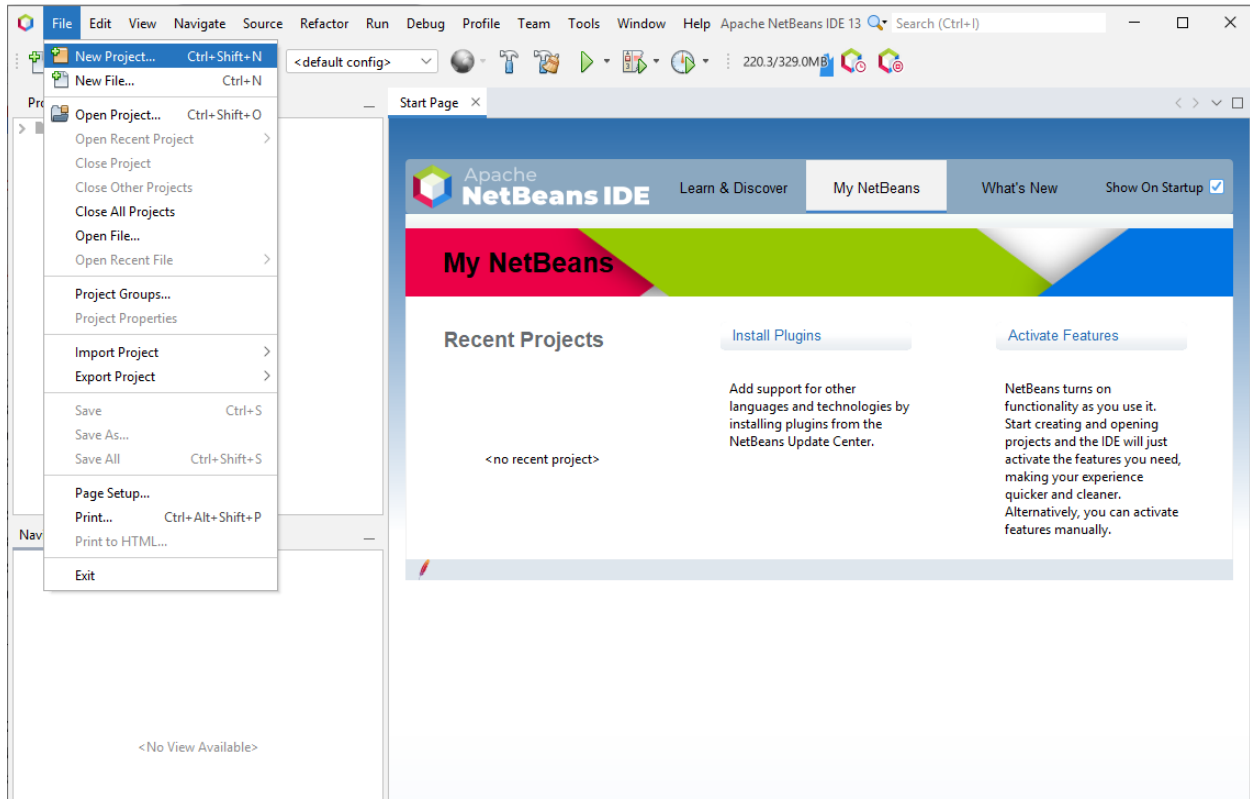 File Edit View Navigate Source Refactor Run Debug Profile Team Tools Window Help Apache NetBeans IDE 13 Search (Ctrl+I)
<default config> 220.3/329.0MB
New Project... Ctrl+Shift+N
New File... Ctrl+N
Open Project... Ctrl+Shift+O
Open Recent Project
Close Project
Close Other Projects
Close All Projects
Open File...
Open Recent File
Project Groups...
Project Properties
Import Project
Export Project
Save Ctrl+S
Save As...
Save All Ctrl+Shift+S
Page Setup...
Print... Ctrl+Alt+Shift+P
Print to HTML...
Exit
Pro
Nav
<No View Available>
Start Page
Apache
NetBeans IDE
Learn & Discover My NetBeans What's New Show On Startup
My NetBeans
Recent Projects
<no recent project>
Install Plugins
Add support for other
languages and technologies by
installing plugins from the
NetBeans Update Center.
Activate Features
NetBeans turns on
functionality as you use it.
Start creating and opening
projects and the IDE will just
activate the features you need,
making your experience
quicker and cleaner.
Alternatively, you can activate
features manually.